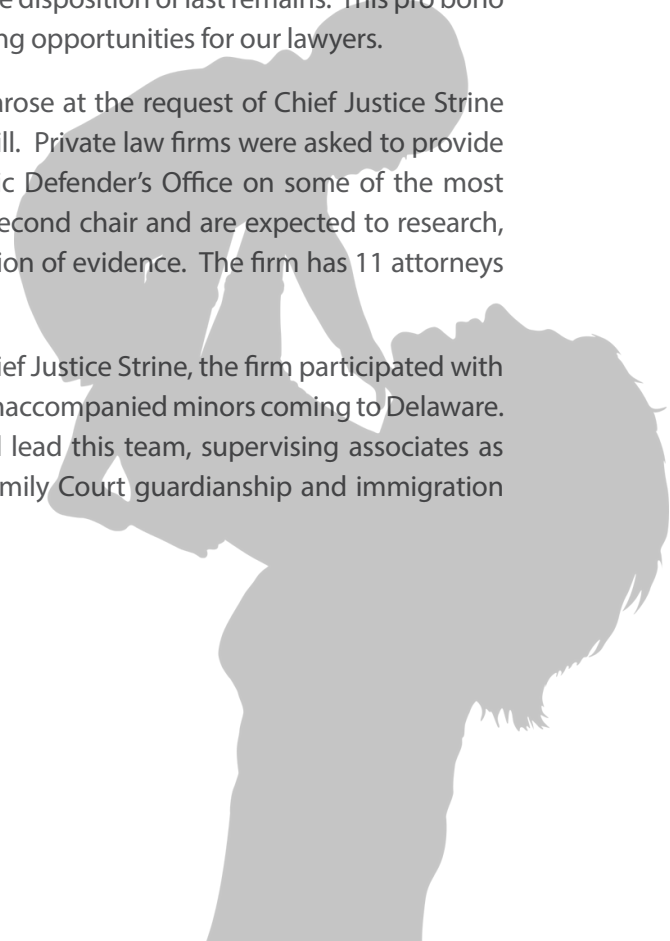 e disposition of last remains. This pro bono
ng opportunities for our lawyers.
arose at the request of Chief Justice Strine
ill. Private law firms were asked to provide
ic Defender's Office on some of the most
econd chair and are expected to research,
ion of evidence. The firm has 11 attorneys
ief Justice Strine, the firm participated with
naccompanied minors coming to Delaware.
l lead this team, supervising associates as
mily Court guardianship and immigration